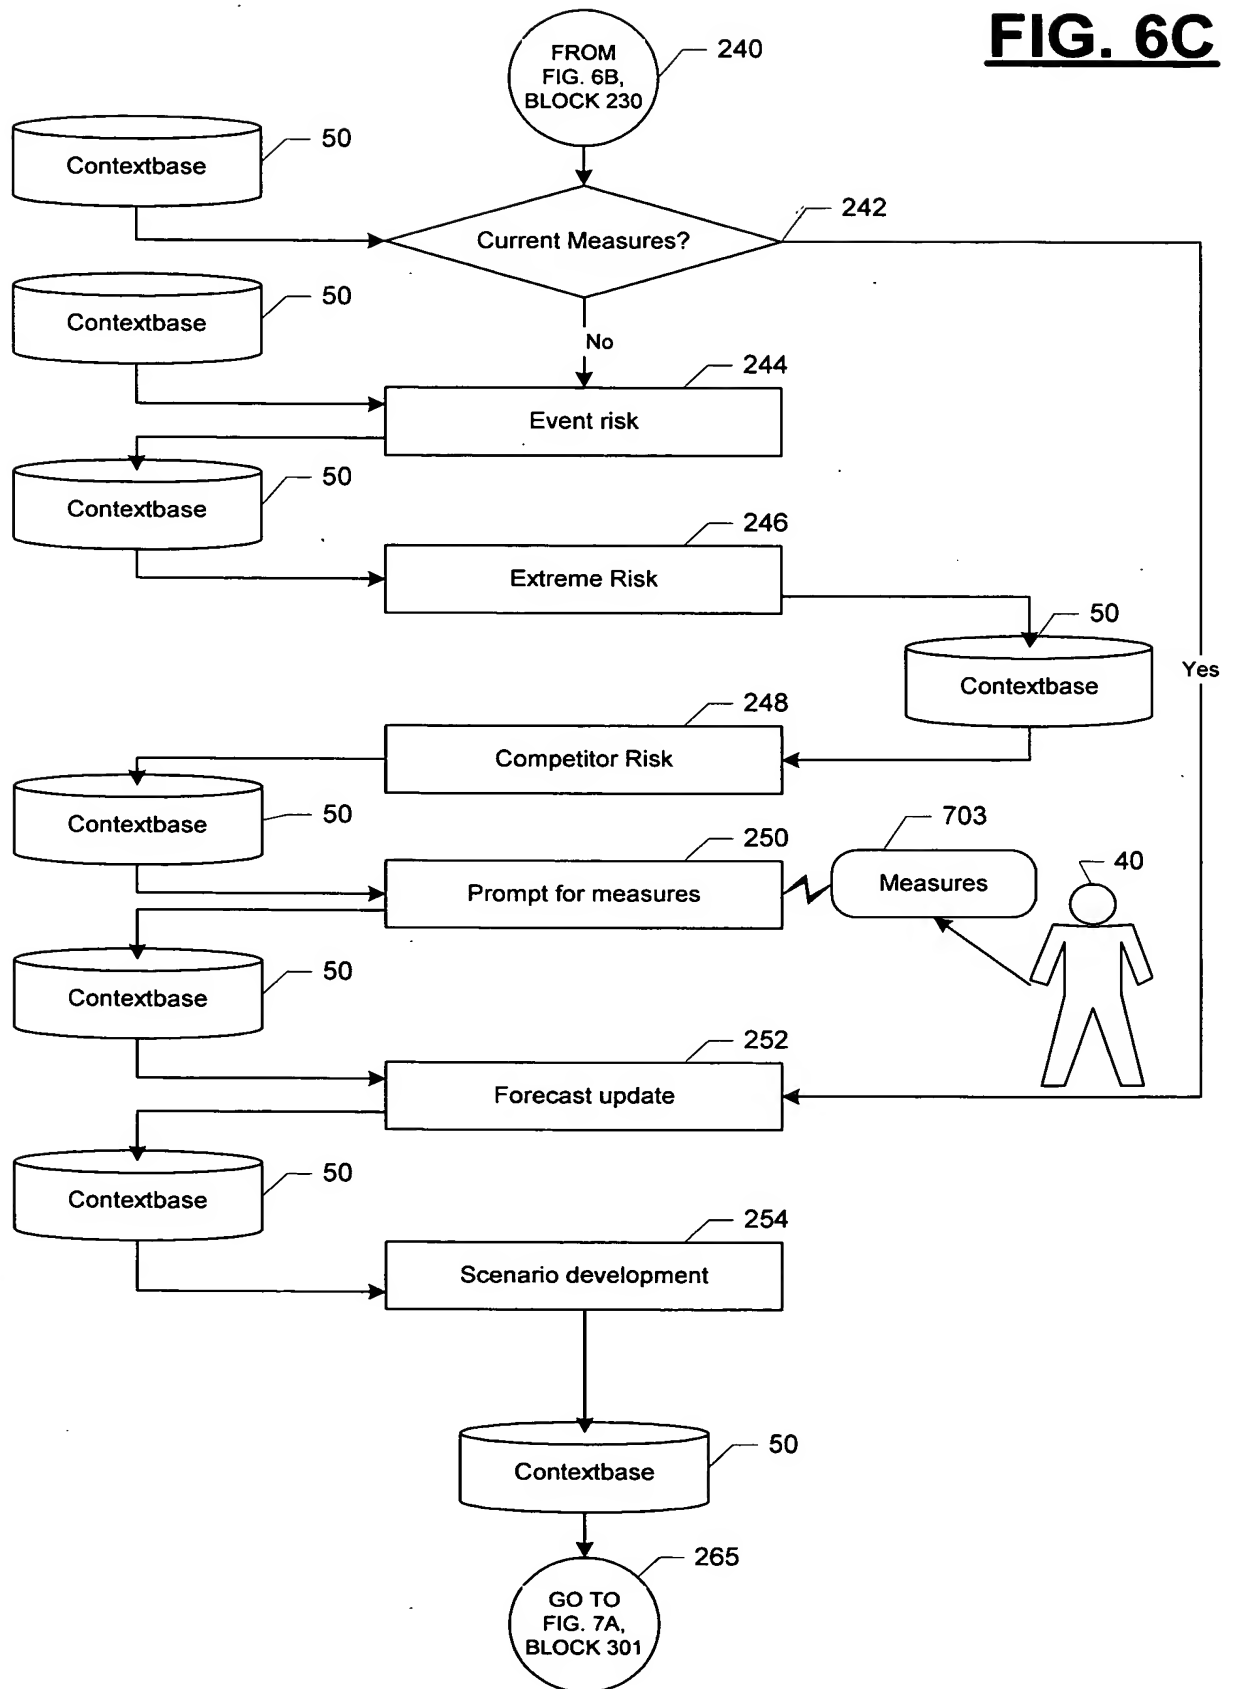 FIG. 6C
FROM
FIG. 6B,
BLOCK 230
240
50
Contextbase
242
Current Measures?
50
Contextbase
No
244
Event risk
50
Contextbase
246
Extreme Risk
50
Contextbase
Yes
248
Competitor Risk
50
Contextbase
703
250
Measures
40
Prompt for measures
50
Contextbase
252
Forecast update
50
Contextbase
254
Scenario development
50
Contextbase
265
GO TO
FIG. 7A,
BLOCK 301